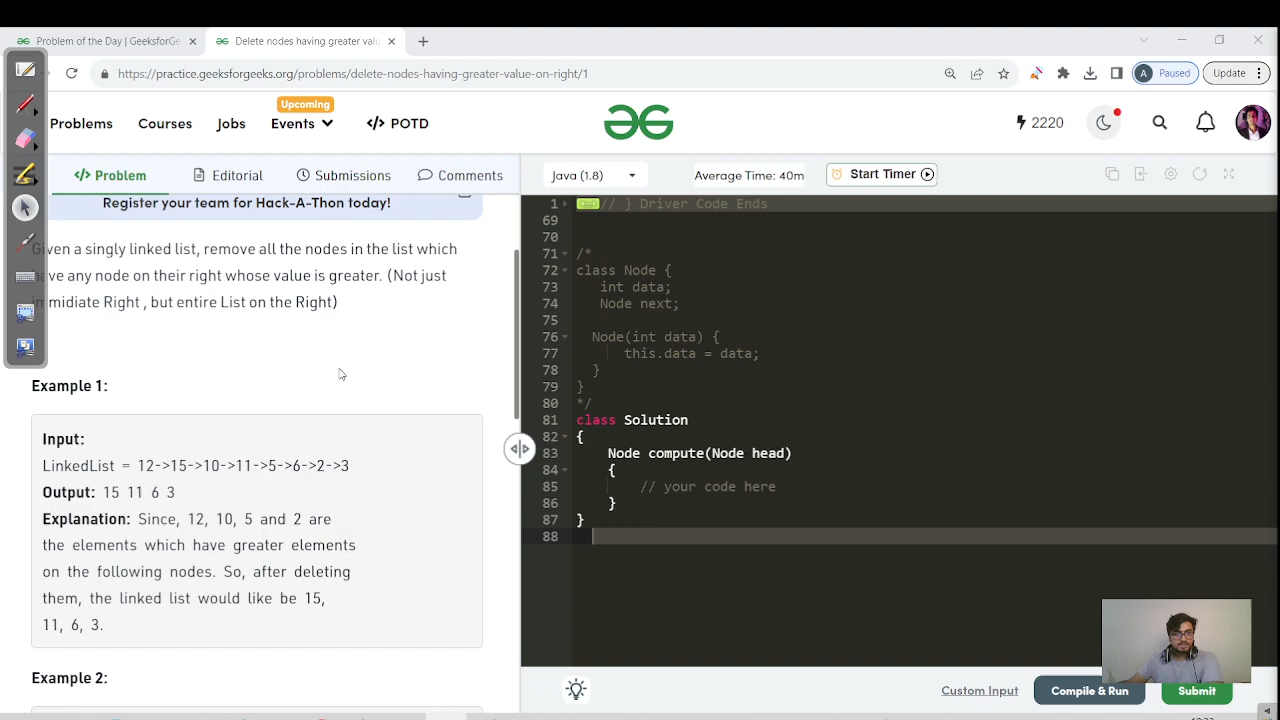 Problem of the Day | GeeksforGe
Delete nodes having greater valu
https://practice.geeksforgeeks.org/problems/delete-nodes-having-greater-value-on-right/1
A
Paused
Update
Problems
Courses
Jobs
Upcoming
Events
</> POTD
2220
</> Problem
Editorial
Submissions
Comments
Java (1.8)
Average Time: 40m
Start Timer
Register your team for Hack-A-Thon today!
Given a singly linked list, remove all the nodes in the list which
ve any node on their right whose value is greater. (Not just
midiate Right , but entire List on the Right)
Example 1:
Input:
LinkedList = 12->15->10->11->5->6->2->3
Output: 15 11 6 3
Explanation: Since, 12, 10, 5 and 2 are
the elements which have greater elements
on the following nodes. So, after deleting
them, the linked list would like be 15,
11, 6, 3.
Example 2:
1 // } Driver Code Ends
69
70
71 /*
72 class Node {
73 int data;
74 Node next;
75
76 Node(int data) {
77 this.data = data;
78 }
79 }
80 */
81 class Solution
82 {
83 Node compute(Node head)
84 {
85 // your code here
86 }
87 }
88
Custom Input
Compile & Run
Submit